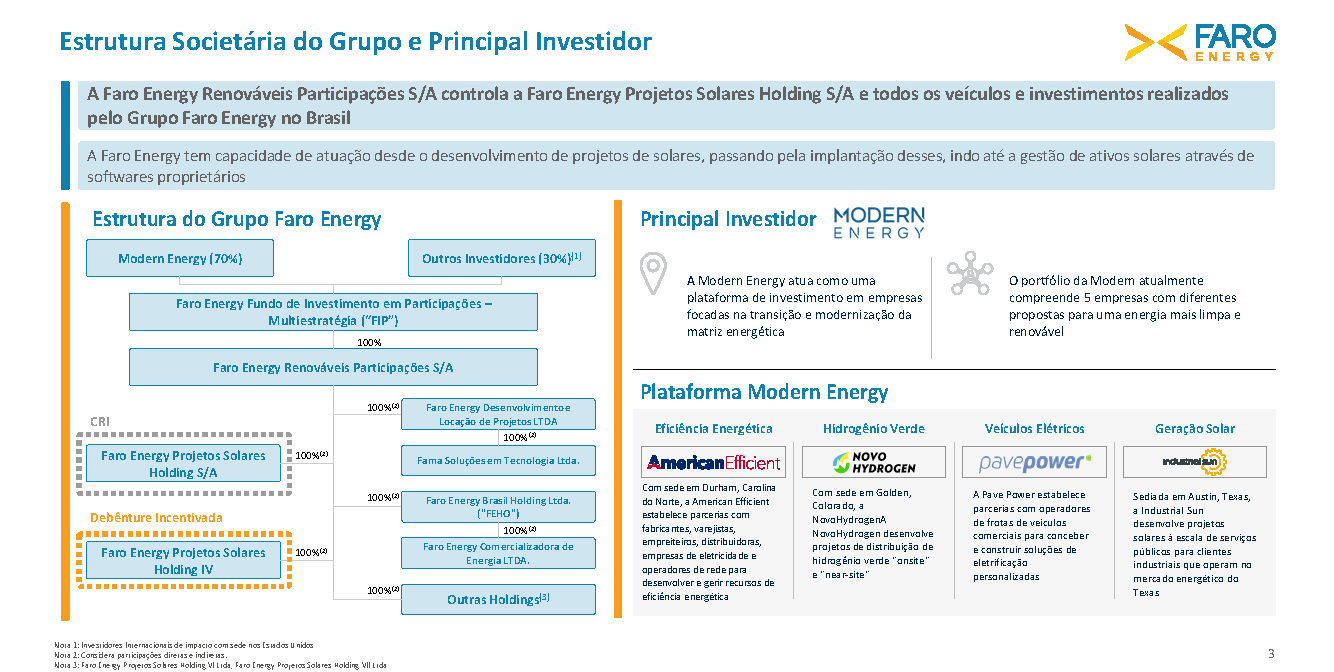 Estrutura Societária do Grupo e Principal Investidor
FARO
ENERGY
A Faro Energy Renováveis Participações S/A controla a Faro Energy Projetos Solares Holding S/A e todos os veículos e investimentos realizados
pelo Grupo Faro Energy no Brasil
A Faro Energy tem capacidade de atuação desde o desenvolvimento de projetos de solares, passando pela implantação desses, indo até a gestão de ativos solares através de
softwares proprietários
Estrutura do Grupo Faro Energy
Modern Energy (70%)
Outros Investidores (30%)[1]
Faro Energy Fundo de Investimento em Participações –
Multiestratégia ("FIP")
100%
Faro Energy Renováveis Participações S/A
100%(2)
Faro Energy Desenvolvimento e
Locação de Projetos LTDA
100%(2)
Fama Soluções em Tecnologia Ltda.
CRI
Faro Energy Projetos Solares
Holding S/A
100%(2)
100%(2)
Faro Energy Brasil Holding Ltda.
("FEHO")
100%(2)
Faro Energy Comercializadora de
Energia LTDA.
Debênture Incentivada
Faro Energy Projetos Solares
Holding IV
100%(2)
100%(2)
Outras Holdings[3]
Principal Investidor
MODERN
ENERGY
A Modern Energy atua como uma
plataforma de investimento em empresas
focadas na transição e modernização da
matriz energética
O portfólio da Modern atualmente
compreende 5 empresas com diferentes
propostas para uma energia mais limpa e
renovável
Plataforma Modern Energy
Eficiência Energética
AmericanEfficient
Com sede em Durham, Carolina
do Norte, a American Efficient
estabelece parcerias com
fabricantes, varejistas,
empreiteiros, distribuidoras,
empresas de eletricidade e
operadores de rede para
desenvolver e gerir recursos de
eficiência energética
Hidrogênio Verde
NOVO
HYDROGEN
Com sede em Golden,
Colorado, a
NovoHydrogenA
NovoHydrogen desenvolve
projetos de distribuição de
hidrogênio verde "onsite"
e "near-site"
Veículos Elétricos
pavepower
A Pave Power estabelece
parcerias com operadores
de frotas de veículos
comerciais para conceber
e construir soluções de
eletrificação
personalizadas
Geração Solar
industrial sun
Sediada em Austin, Texas,
a Industrial Sun
desenvolve projetos
solares à escala de serviços
públicos para clientes
industriais que operam no
mercado energético do
Texas
Nota 1: Investidores Internacionais de impacto com sede nos Estados Unidos
Nota 2: Considera participações diretas e indiretas.
Nota 3: Faro Energy Projetos Solares Holding VI Ltda, Faro Energy Projetos Solares Holding VII Ltda
3